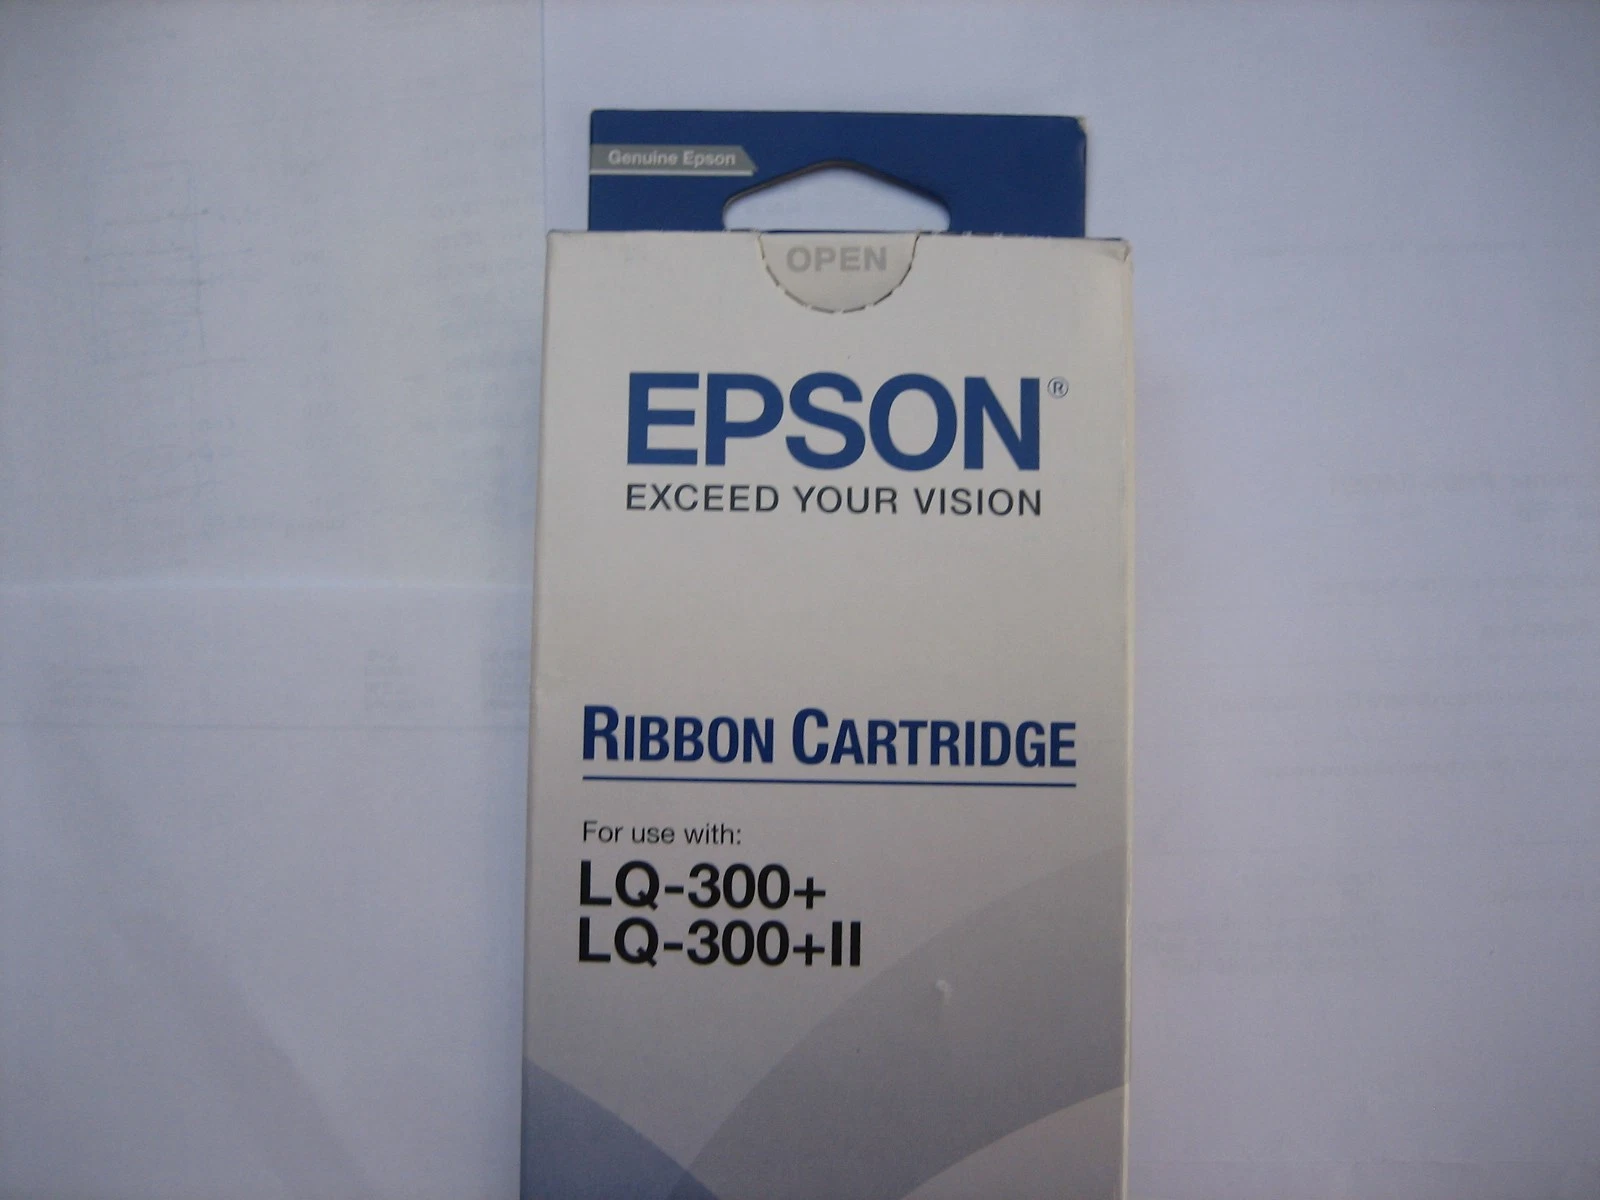 Genuine Epson
OPEN
EPSON®
EXCEED YOUR VISION
RIBBON CARTRIDGE
For use with:
LQ-300+
LQ-300+II